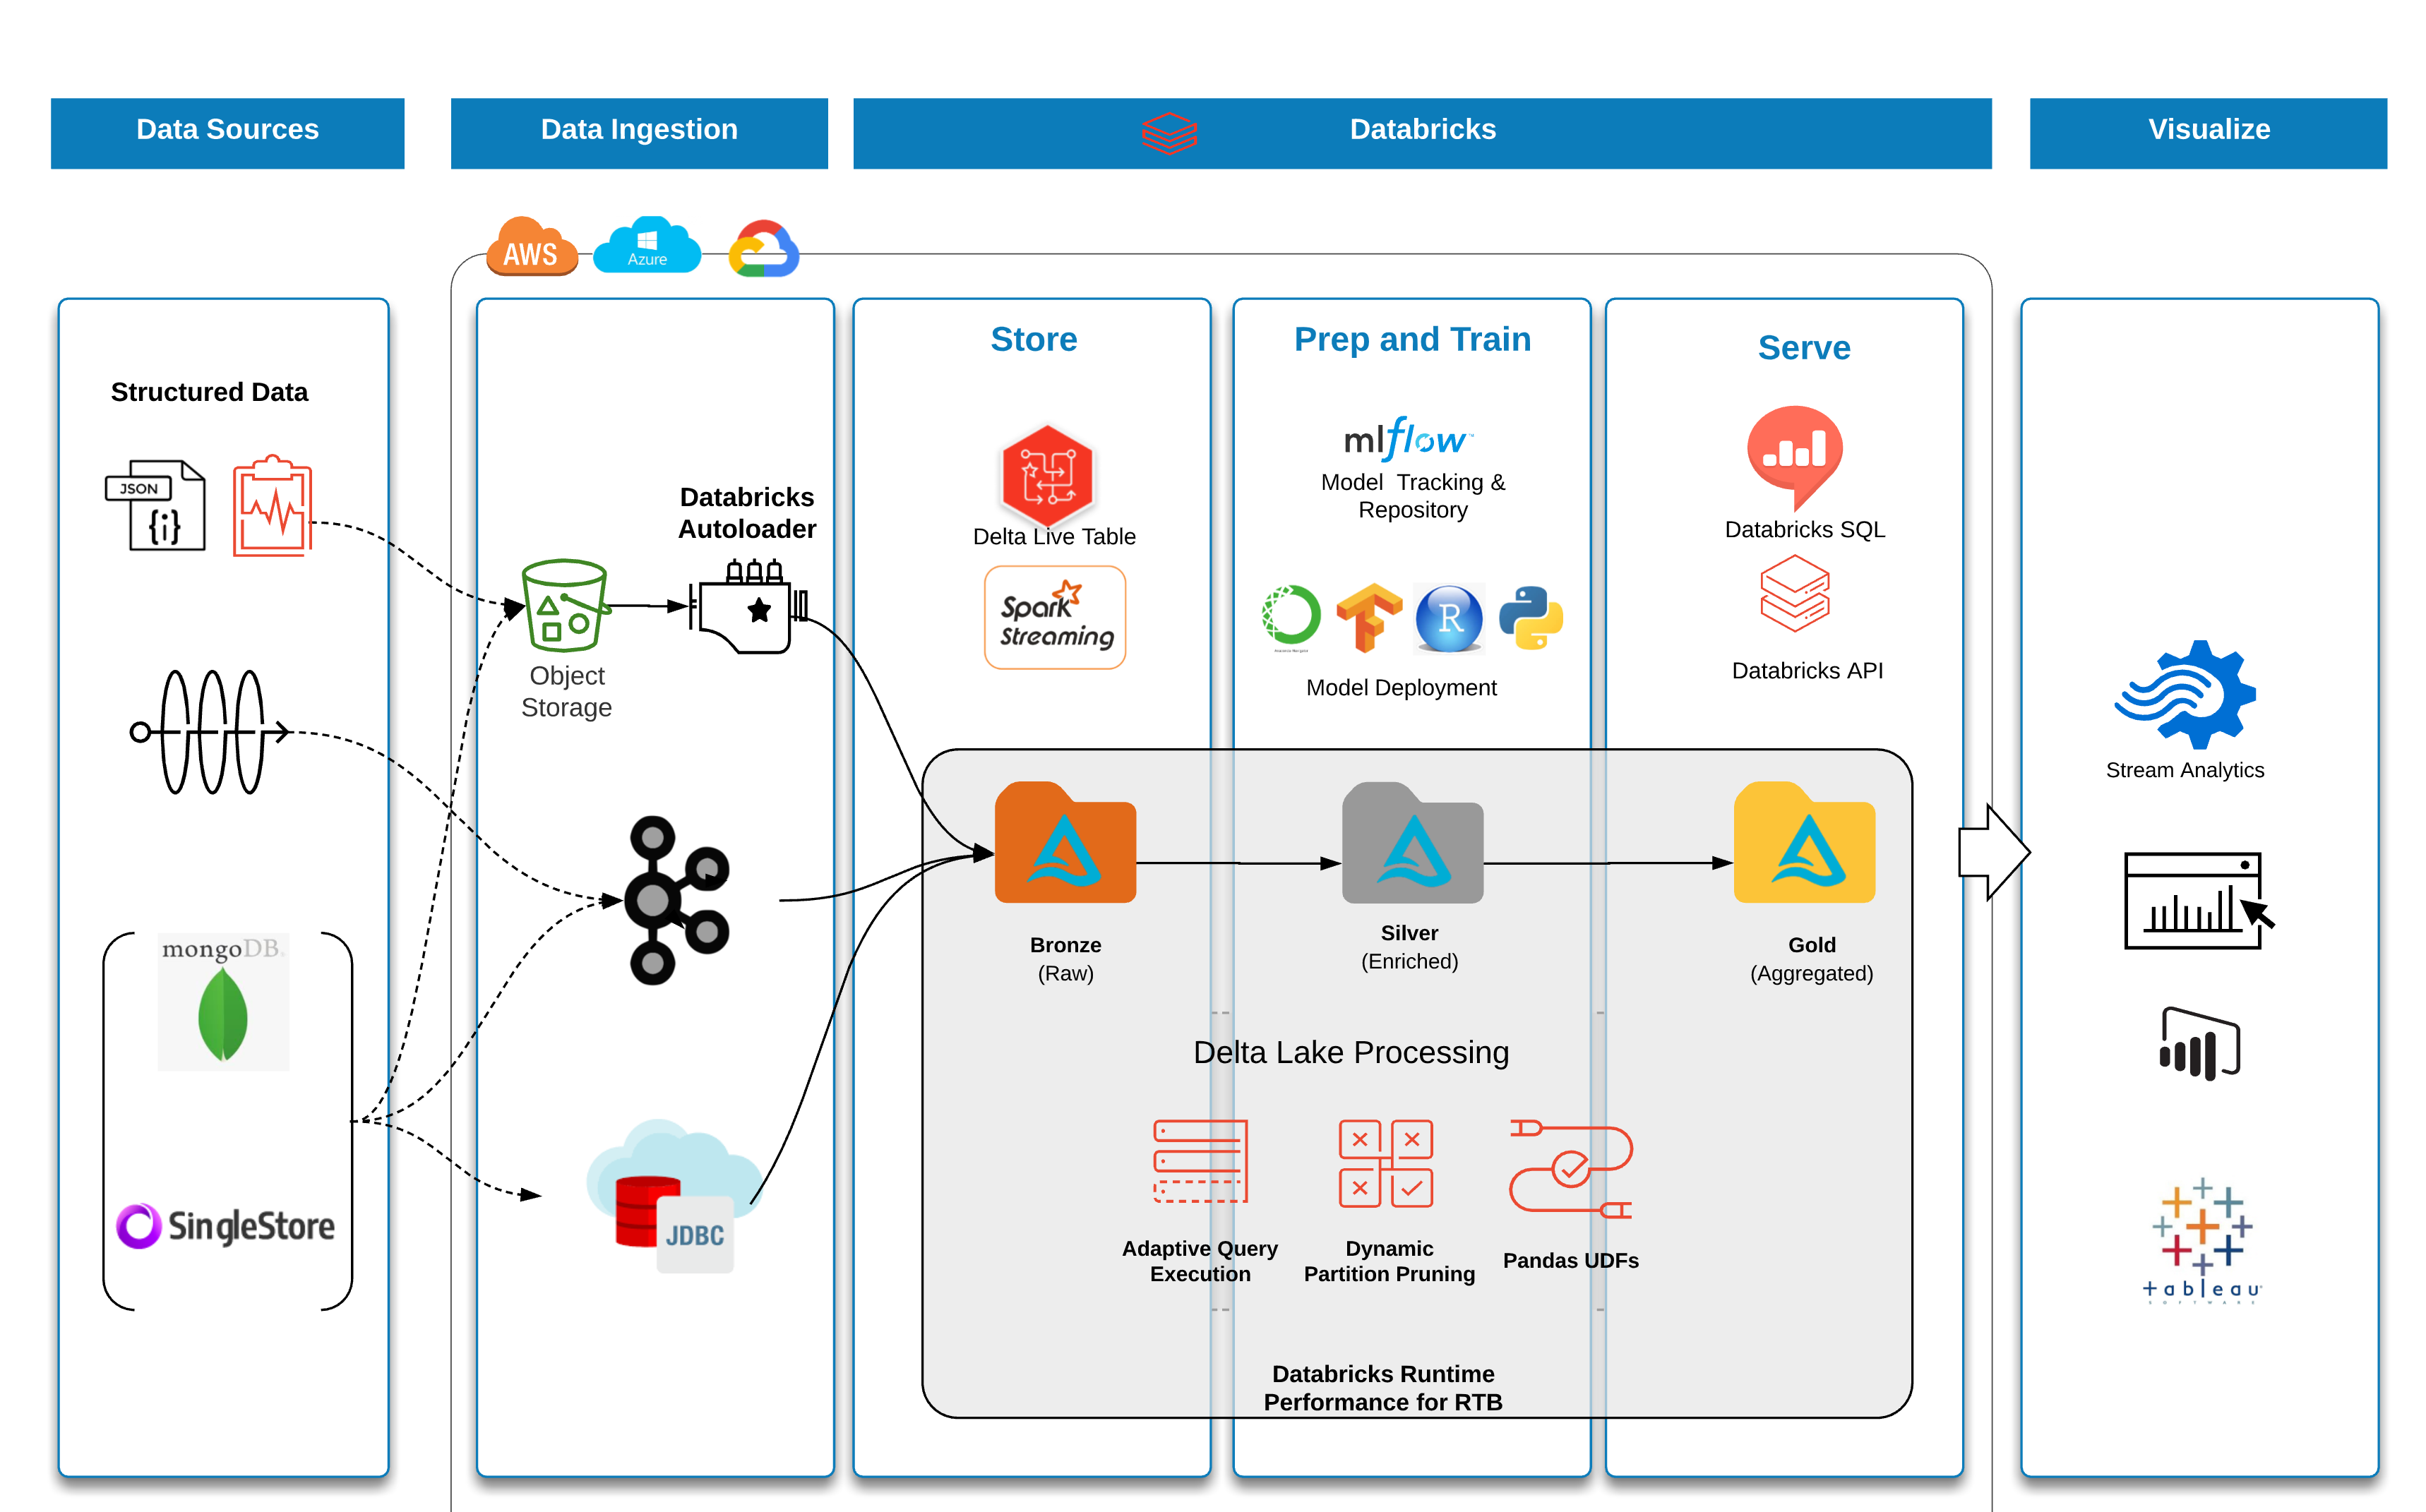 Data Sources
Data Ingestion
Databricks
Visualize
AWS
Azure
Structured Data
JSON
{i}
Databricks
Autoloader
Object
Storage
mongoDB
SingleStore
JDBC
Store
Delta Live Table
Spark
Streaming
Prep and Train
mlflow
Model Tracking &
Repository
R
Model Deployment
Serve
Databricks SQL
Databricks API
Bronze
(Raw)
Silver
(Enriched)
Gold
(Aggregated)
Delta Lake Processing
Adaptive Query
Execution
Dynamic
Partition Pruning
Pandas UDFs
Databricks Runtime
Performance for RTB
Stream Analytics
+ableau
SOFTWARE